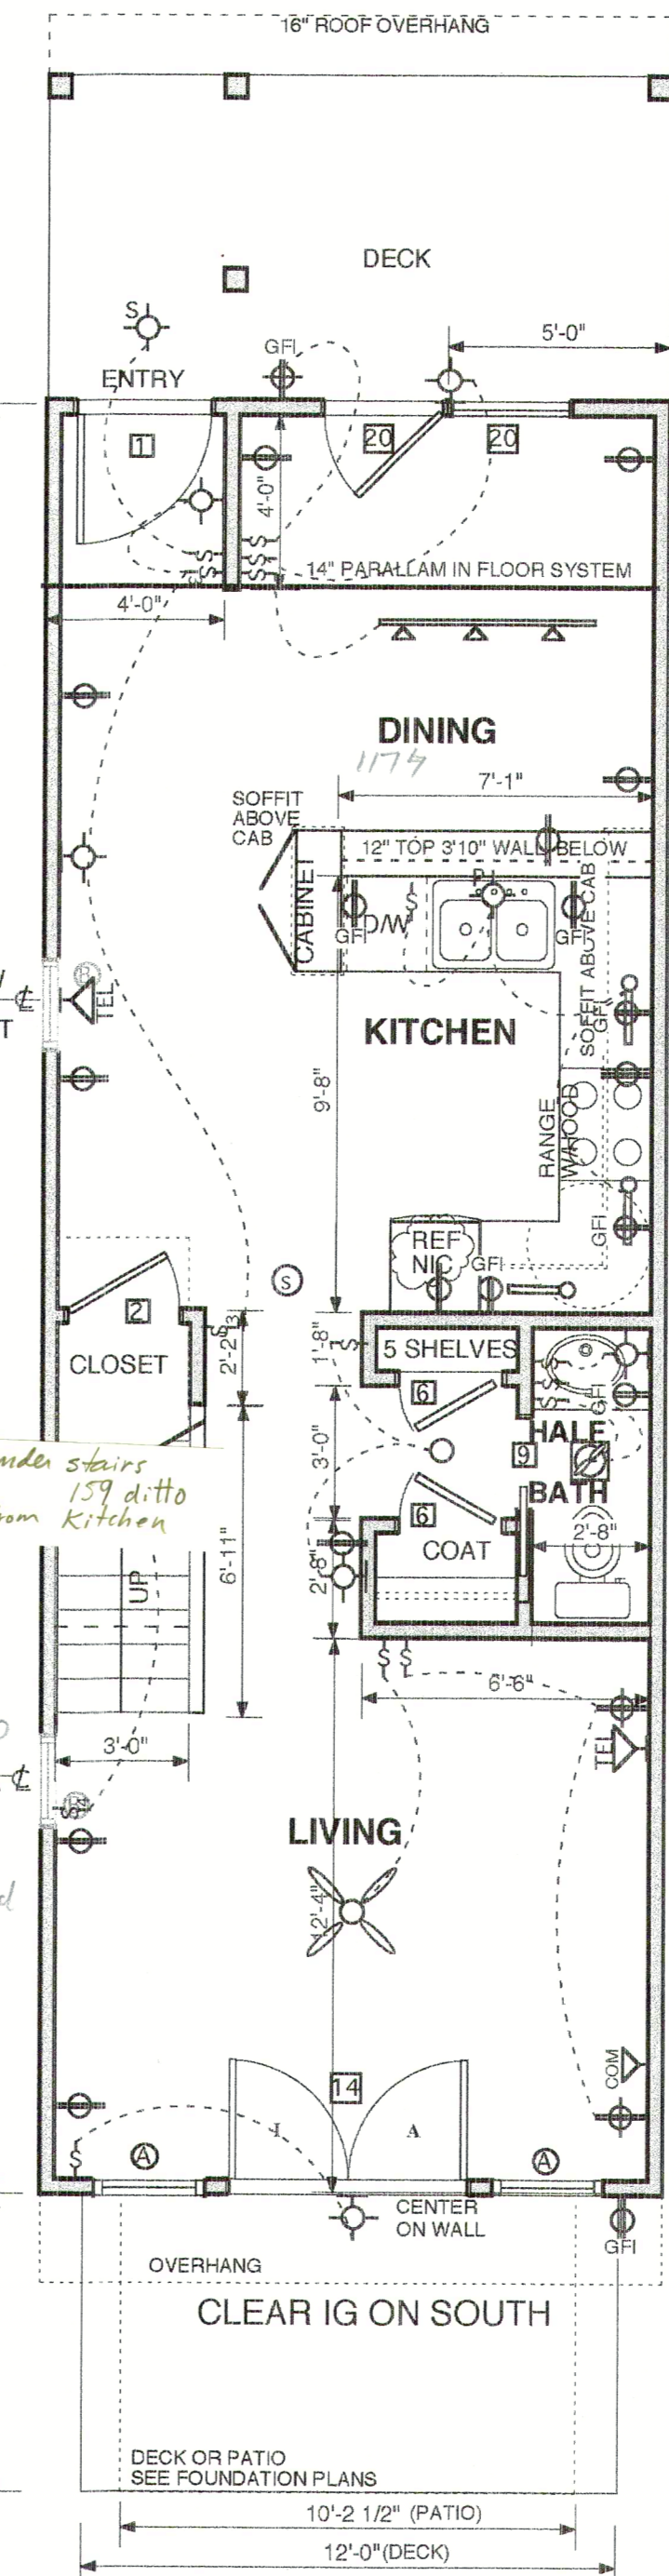 16" ROOF OVERHANG
DECK
S
5'-0"
GFI
ENTRY
1
20
20
4'-0"
S S
S S S
14" PARALLAM IN FLOOR SYSTEM
4'-0"
DINING
1174
7'-1"
SOFFIT
ABOVE
CAB
12" TOP 3'10" WALL BELOW
CABINET
S
D/W
GFI
GFI
SOFFIT ABOVE CAB
GFI
TEL
T
KITCHEN
9'-8"
RANGE
W/HOOD
GFI
REF
NIC
GFI
S
2
CLOSET
2'-2"
1'-8"
S
5 SHELVES
6
S
S
GFI
3'-0"
9
HALF
BATH
under stairs
159 ditto
from Kitchen
6
COAT
2'-8"
2'-8"
UP
6'-11"
S S
6'-6"
3'-0"
TEL
LIVING
12'-4"
COM
14
A
S
A
A
CENTER
ON WALL
GFI
OVERHANG
CLEAR IG ON SOUTH
DECK OR PATIO
SEE FOUNDATION PLANS
10'-2 1/2" (PATIO)
12'-0"(DECK)